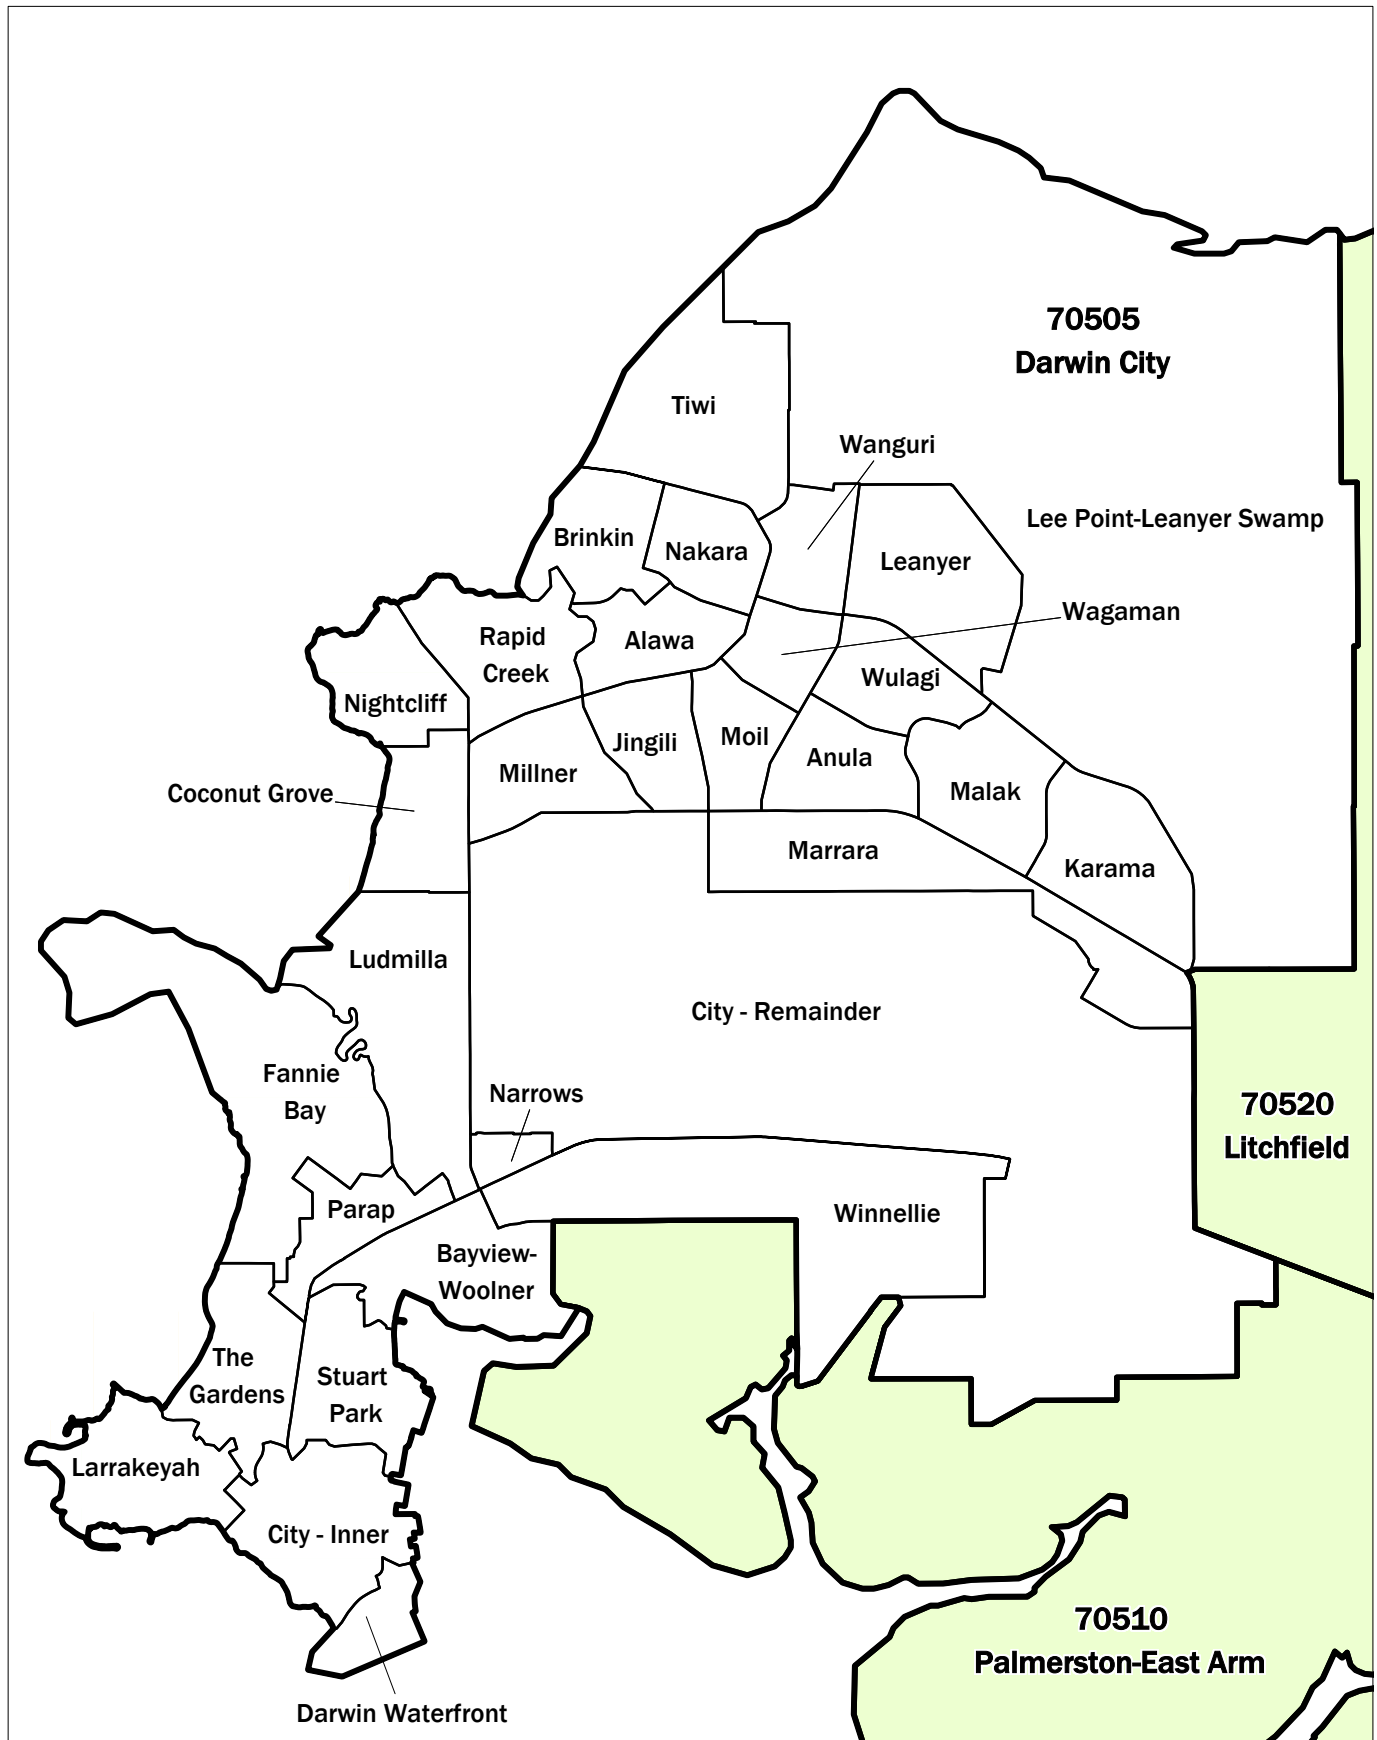 70505
Darwin City
Tiwi
Wanguri
Lee Point-Leanyer Swamp
Brinkin
Nakara
Leanyer
Wagaman
Rapid
Creek
Alawa
Wulagi
Nightcliff
Jingili
Moil
Anula
Millner
Coconut Grove
Malak
Marrara
Karama
Ludmilla
City - Remainder
Fannie
Bay
Narrows
70520
Litchfield
Parap
Winnellie
Bayview-
Woolner
The
Gardens
Stuart
Park
Larrakeyah
City - Inner
70510
Palmerston-East Arm
Darwin Waterfront